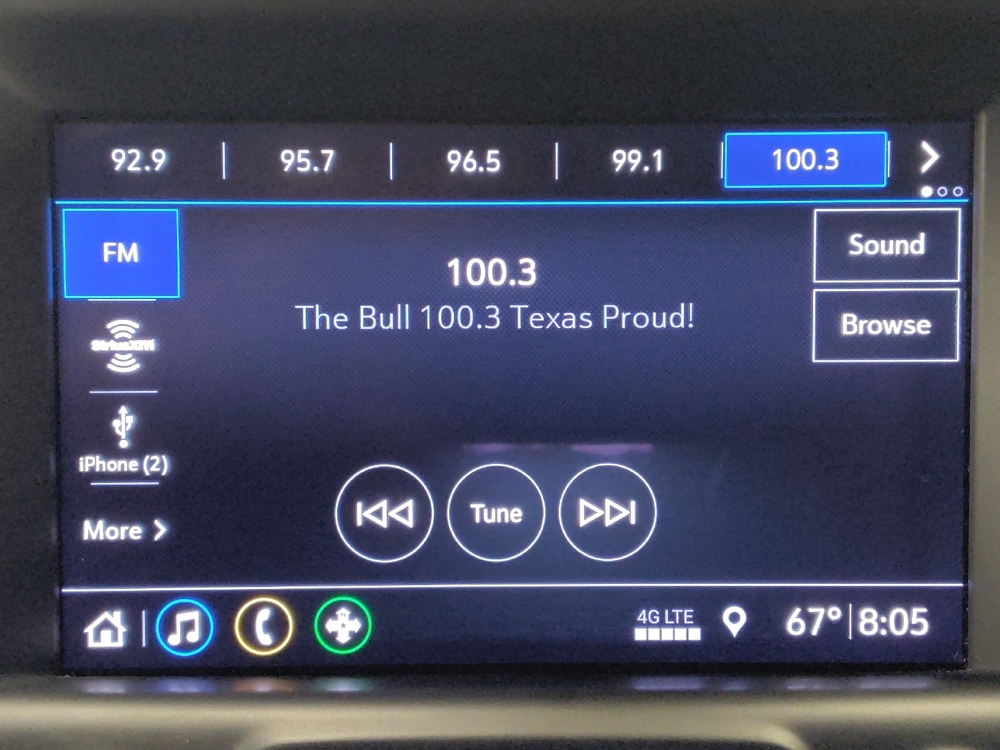 92.9 95.7 96.5 99.1 100.3
FM
SiriusXM
iPhone (2)
More
100.3
The Bull 100.3 Texas Proud!
Sound
Browse
Tune
4G LTE
67° 8:05